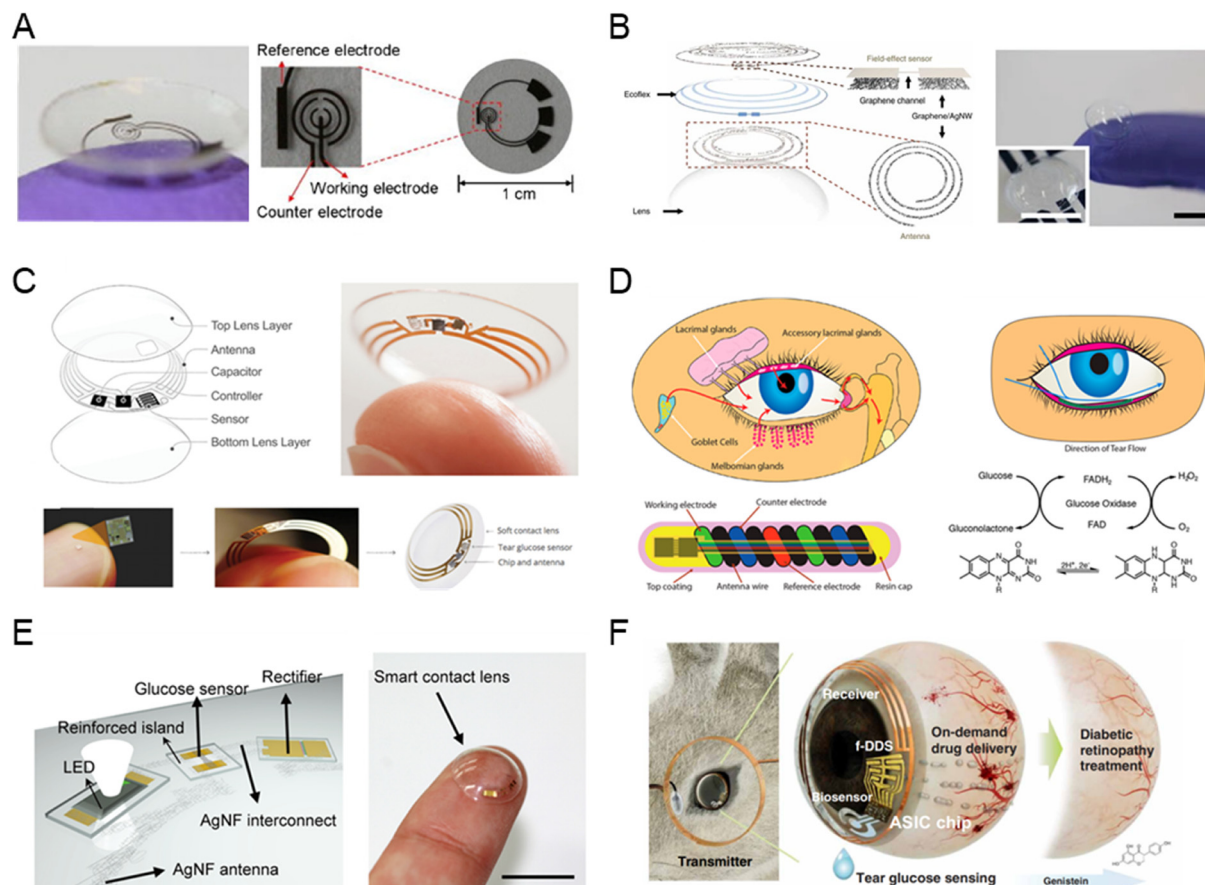 A
Reference electrode
Working electrode
Counter electrode
1 cm
B
Field-effect sensor
Ecoflex
Graphene channel
Graphene/AgNW
Lens
Antenna
C
Top Lens Layer
Antenna
Capacitor
Controller
Sensor
Bottom Lens Layer
Soft contact lens
Tear glucose sensor
Chip and antenna
D
Lacrimal glands
Accessory lacrimal glands
Goblet Cells
Melbomian glands
Direction of Tear Flow
Working electrode
Counter electrode
Top coating
Antenna wire
Reference electrode
Resin cap
Glucose
FADH₂
H₂O₂
Glucose Oxidase
Gluconolactone
FAD
O₂
N
N
O
NH
N
N
O
R
2H⁺, 2e⁻
H
N
O
NH
N
N
H
O
R
E
Glucose sensor
Rectifier
Reinforced island
LED
AgNF interconnect
AgNF antenna
Smart contact lens
F
Transmitter
Receiver
f-DDS
Biosensor
ASIC chip
On-demand
drug delivery
Diabetic
retinopathy
treatment
Tear glucose sensing
Genistein